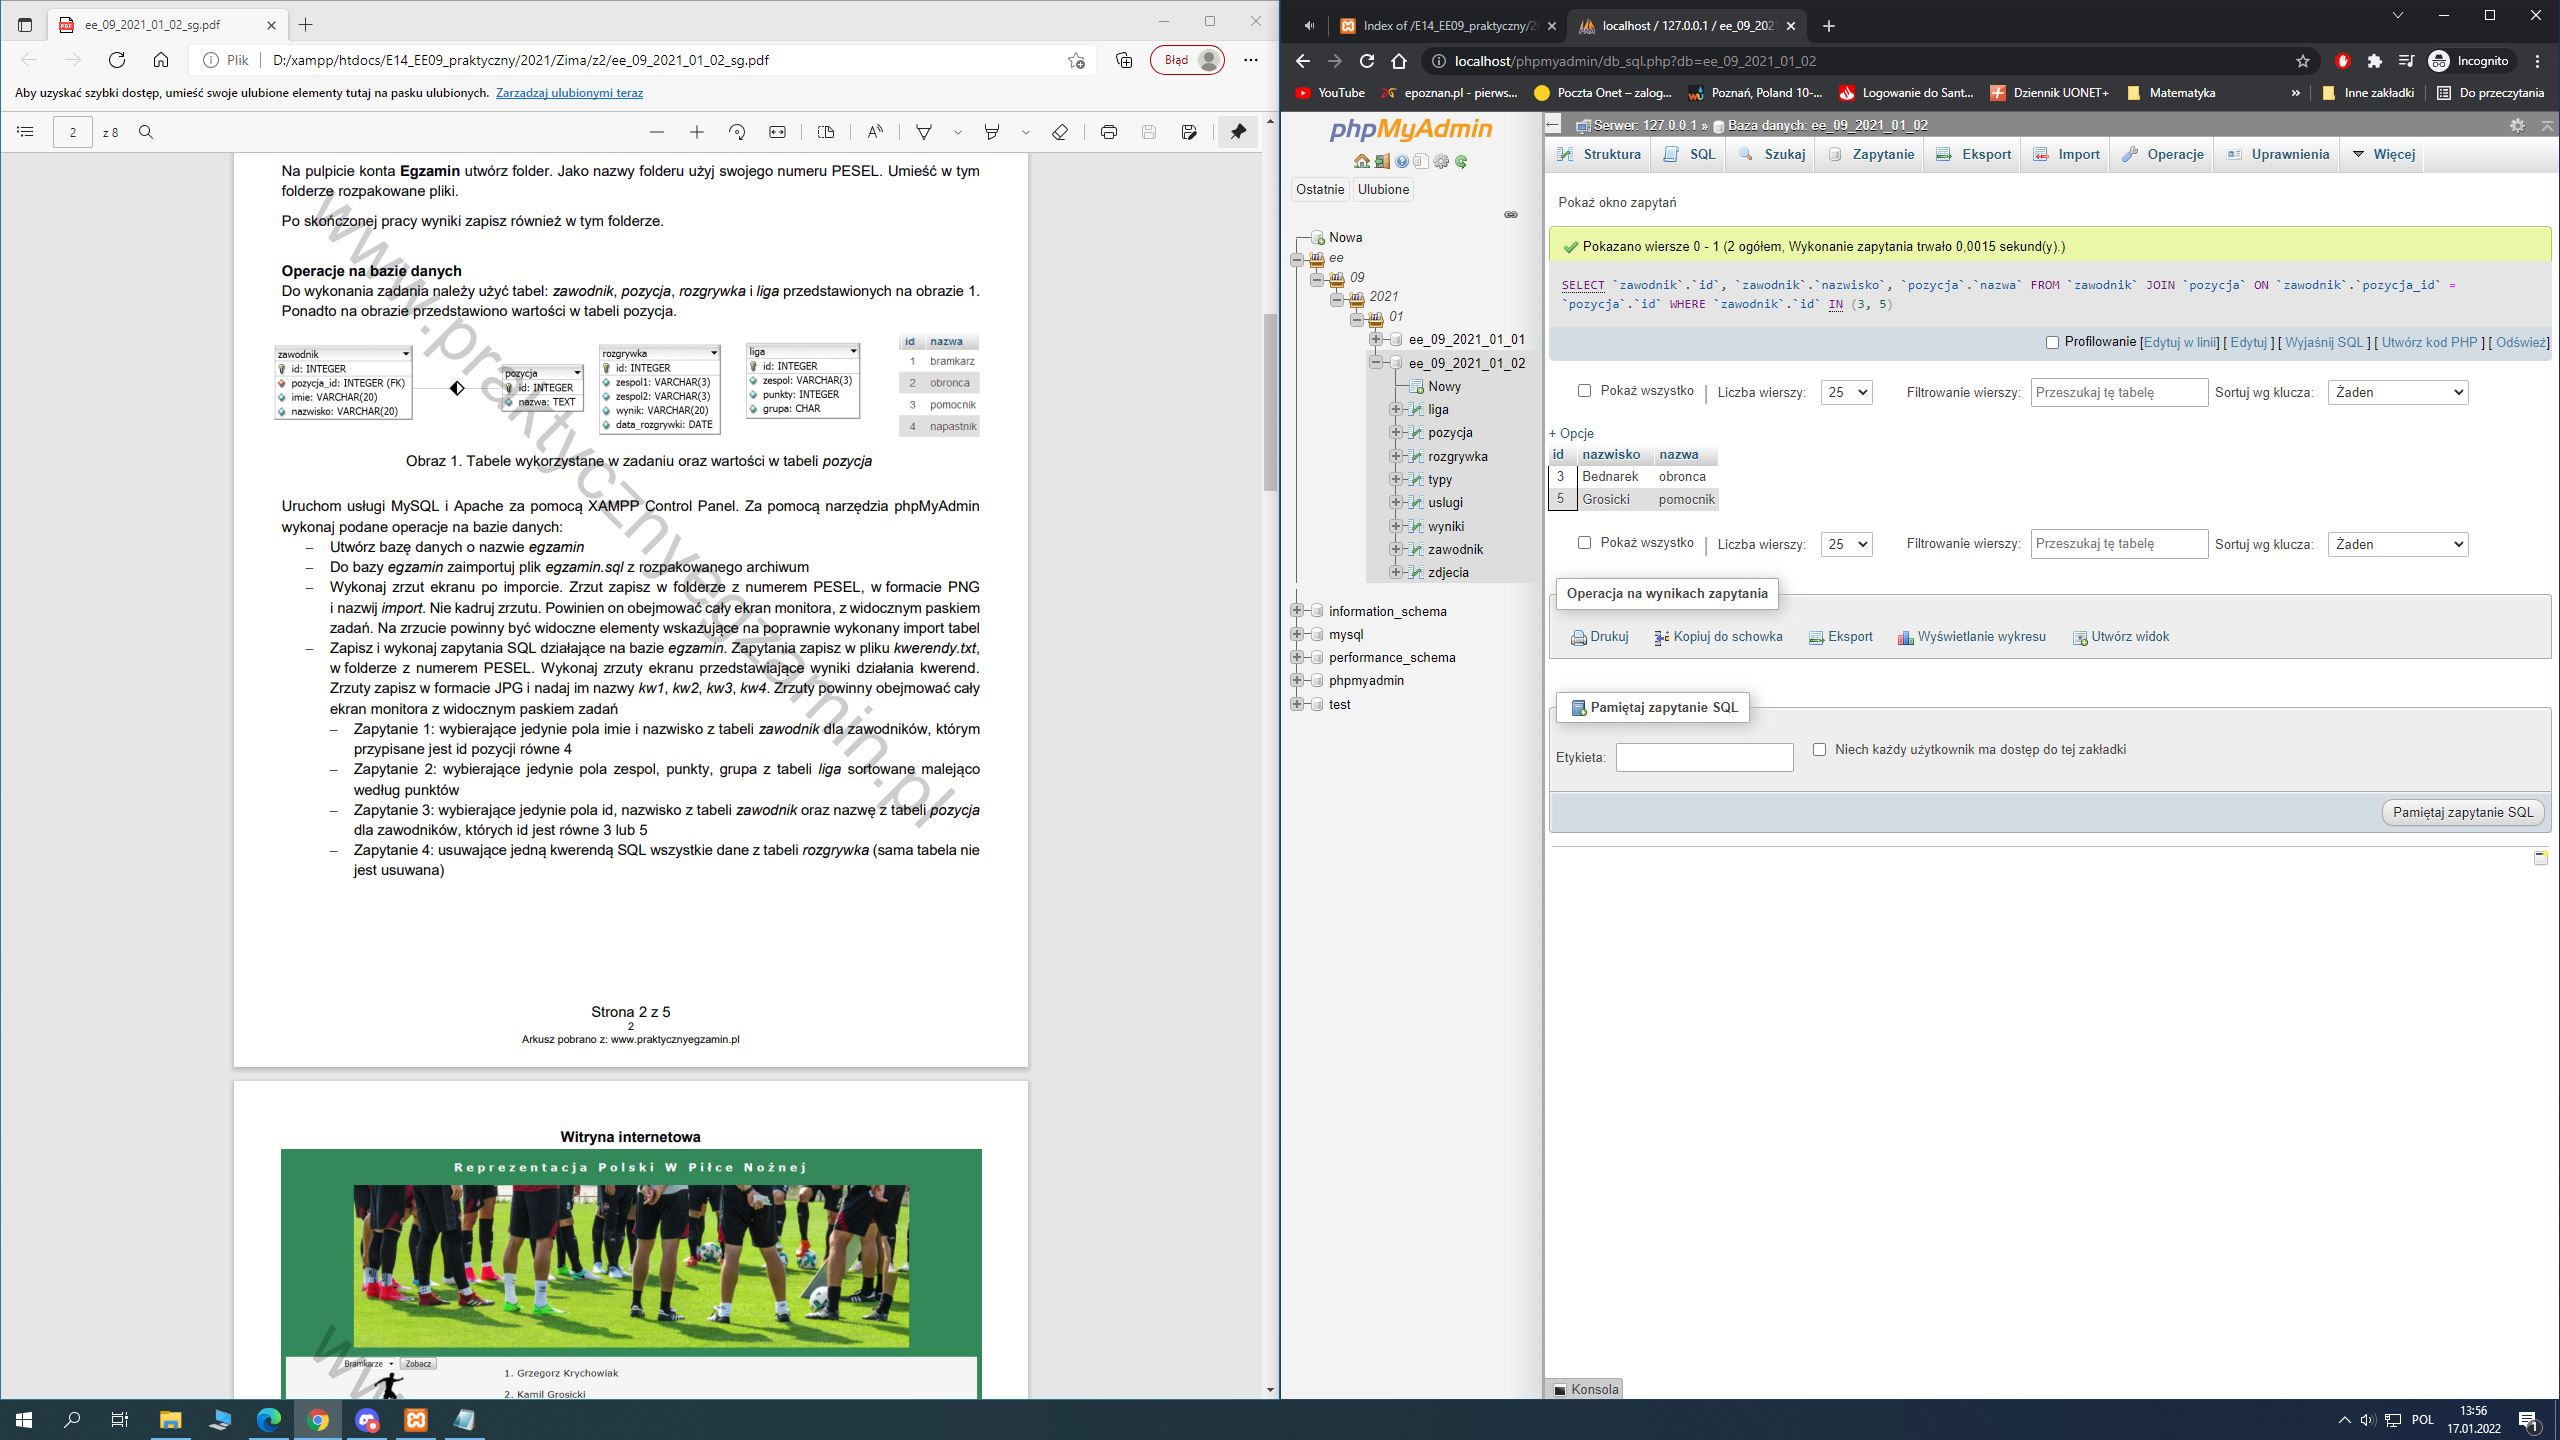 ee_09_2021_01_02_sg.pdf
Plik
D:/xampp/htdocs/E14_EE09_praktyczny/2021/Zima/z2/ee_09_2021_01_02_sg.pdf
Błąd
Aby uzyskać szybki dostęp, umieść swoje ulubione elementy tutaj na pasku ulubionych. Zarzadzaj ulubionymi teraz
2 z 8
Na pulpicie konta Egzamin utwórz folder. Jako nazwy folderu użyj swojego numeru PESEL. Umieść w tym
folderze rozpakowane pliki.
Po skończonej pracy wyniki zapisz również w tym folderze.
Operacje na bazie danych
Do wykonania zadania należy użyć tabel: zawodnik, pozycja, rozgrywka i liga przedstawionych na obrazie 1.
Ponadto na obrazie przedstawiono wartości w tabeli pozycja.
zawodnik
id: INTEGER
pozycja_id: INTEGER (FK)
imie: VARCHAR(20)
nazwisko: VARCHAR(20)
pozycja
id: INTEGER
nazwa: TEXT
rozgrywka
id: INTEGER
zespol1: VARCHAR(3)
zespol2: VARCHAR(3)
wynik: VARCHAR(20)
data_rozgrywki: DATE
liga
id: INTEGER
zespol: VARCHAR(3)
punkty: INTEGER
grupa: CHAR
id nazwa
1 bramkarz
2 obronca
3 pomocnik
4 napastnik
Obraz 1. Tabele wykorzystane w zadaniu oraz wartości w tabeli pozycja
Uruchom usługi MySQL i Apache za pomocą XAMPP Control Panel. Za pomocą narzędzia phpMyAdmin
wykonaj podane operacje na bazie danych:
– Utwórz bazę danych o nazwie egzamin
– Do bazy egzamin zaimportuj plik egzamin.sql z rozpakowanego archiwum
– Wykonaj zrzut ekranu po imporcie. Zrzut zapisz w folderze z numerem PESEL, w formacie PNG
i nazwij import. Nie kadruj zrzutu. Powinien on obejmować cały ekran monitora, z widocznym paskiem
zadań. Na zrzucie powinny być widoczne elementy wskazujące na poprawnie wykonany import tabel
– Zapisz i wykonaj zapytania SQL działające na bazie egzamin. Zapytania zapisz w pliku kwerendy.txt,
w folderze z numerem PESEL. Wykonaj zrzuty ekranu przedstawiające wyniki działania kwerend.
Zrzuty zapisz w formacie JPG i nadaj im nazwy kw1, kw2, kw3, kw4. Zrzuty powinny obejmować cały
ekran monitora z widocznym paskiem zadań
– Zapytanie 1: wybierające jedynie pola imie i nazwisko z tabeli zawodnik dla zawodników, którym
przypisane jest id pozycji równe 4
– Zapytanie 2: wybierające jedynie pola zespol, punkty, grupa z tabeli liga sortowane malejąco
według punktów
– Zapytanie 3: wybierające jedynie pola id, nazwisko z tabeli zawodnik oraz nazwę z tabeli pozycja
dla zawodników, których id jest równe 3 lub 5
– Zapytanie 4: usuwające jedną kwerendą SQL wszystkie dane z tabeli rozgrywka (sama tabela nie
jest usuwana)
www.praktycznyegzamin.pl
Strona 2 z 5
2
Arkusz pobrano z: www.praktycznyegzamin.pl
Witryna internetowa
Reprezentacja Polski W Piłce Nożnej
Bramkarze Zobacz
1. Grzegorz Krychowiak
2. Kamil Grosicki
www
Index of /E14_EE09_praktyczny/2
localhost / 127.0.0.1 / ee_09_202
localhost/phpmyadmin/db_sql.php?db=ee_09_2021_01_02
Incognito
YouTube
epoznan.pl - pierws...
Poczta Onet – zalog...
Poznań, Poland 10-...
Logowanie do Sant...
Dziennik UONET+
Matematyka
»
Inne zakładki
Do przeczytania
phpMyAdmin
Ostatnie Ulubione
Nowa
ee
09
2021
01
ee_09_2021_01_01
ee_09_2021_01_02
Nowy
liga
pozycja
rozgrywka
typy
uslugi
wyniki
zawodnik
zdjecia
information_schema
mysql
performance_schema
phpmyadmin
test
Serwer: 127.0.0.1 » Baza danych: ee_09_2021_01_02
Struktura SQL Szukaj Zapytanie Eksport Import Operacje Uprawnienia Więcej
Pokaż okno zapytań
Pokazano wiersze 0 - 1 (2 ogółem, Wykonanie zapytania trwało 0,0015 sekund(y).)
SELECT `zawodnik`.`id`, `zawodnik`.`nazwisko`, `pozycja`.`nazwa` FROM `zawodnik` JOIN `pozycja` ON `zawodnik`.`pozycja_id` =
`pozycja`.`id` WHERE `zawodnik`.`id` IN (3, 5)
Profilowanie [Edytuj w linii] [ Edytuj ] [ Wyjaśnij SQL ] [ Utwórz kod PHP ] [ Odśwież]
Pokaż wszystko | Liczba wierszy: 25 Filtrowanie wierszy: Przeszukaj tę tabelę Sortuj wg klucza: Żaden
+ Opcje
id nazwisko nazwa
3 Bednarek obronca
5 Grosicki pomocnik
Pokaż wszystko | Liczba wierszy: 25 Filtrowanie wierszy: Przeszukaj tę tabelę Sortuj wg klucza: Żaden
Operacja na wynikach zapytania
Drukuj Kopiuj do schowka Eksport Wyświetlanie wykresu Utwórz widok
Pamiętaj zapytanie SQL
Etykieta: Niech każdy użytkownik ma dostęp do tej zakładki
Pamiętaj zapytanie SQL
Konsola
POL
13:56
17.01.2022
1